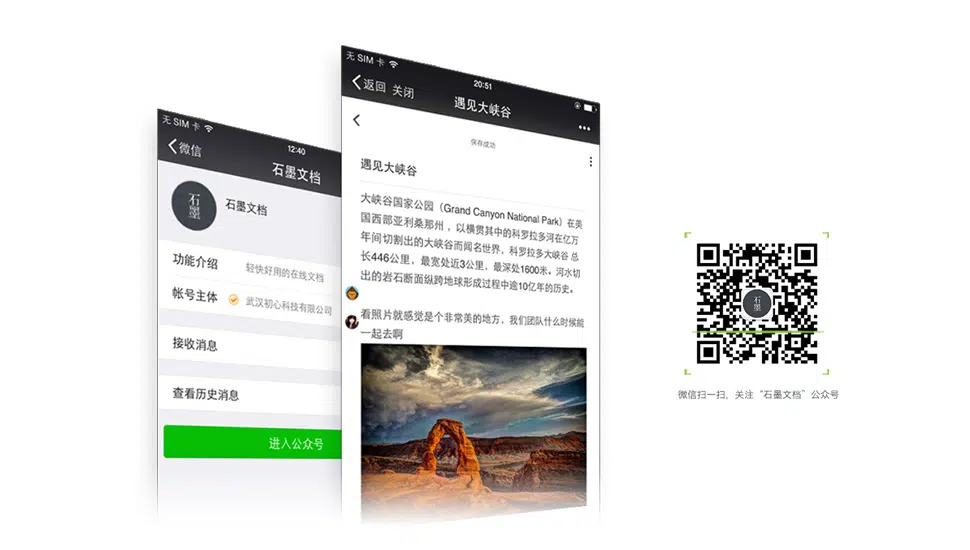 无 SIM 卡
12:40
微信
石墨文档
石墨
石墨文档
功能介绍 轻快好用的在线文档
帐号主体 武汉初心科技有限公司
接收消息
查看历史消息
进入公众号
无 SIM 卡
20:51
返回 关闭
遇见大峡谷
保存成功
遇见大峡谷
大峡谷国家公园（Grand Canyon National Park）在美
国西部亚利桑那州 ，以横贯其中的科罗拉多河在亿万
年间切割出的大峡谷而闻名世界，科罗拉多大峡谷 总
长446公里，最宽处近3公里，最深处1600米。河水切
出的岩石断面纵跨地球形成过程中逾10亿年的历史。
看照片就感觉是个非常美的地方，我们团队什么时候能
一起去啊
石墨
微信扫一扫，关注“石墨文档”公众号